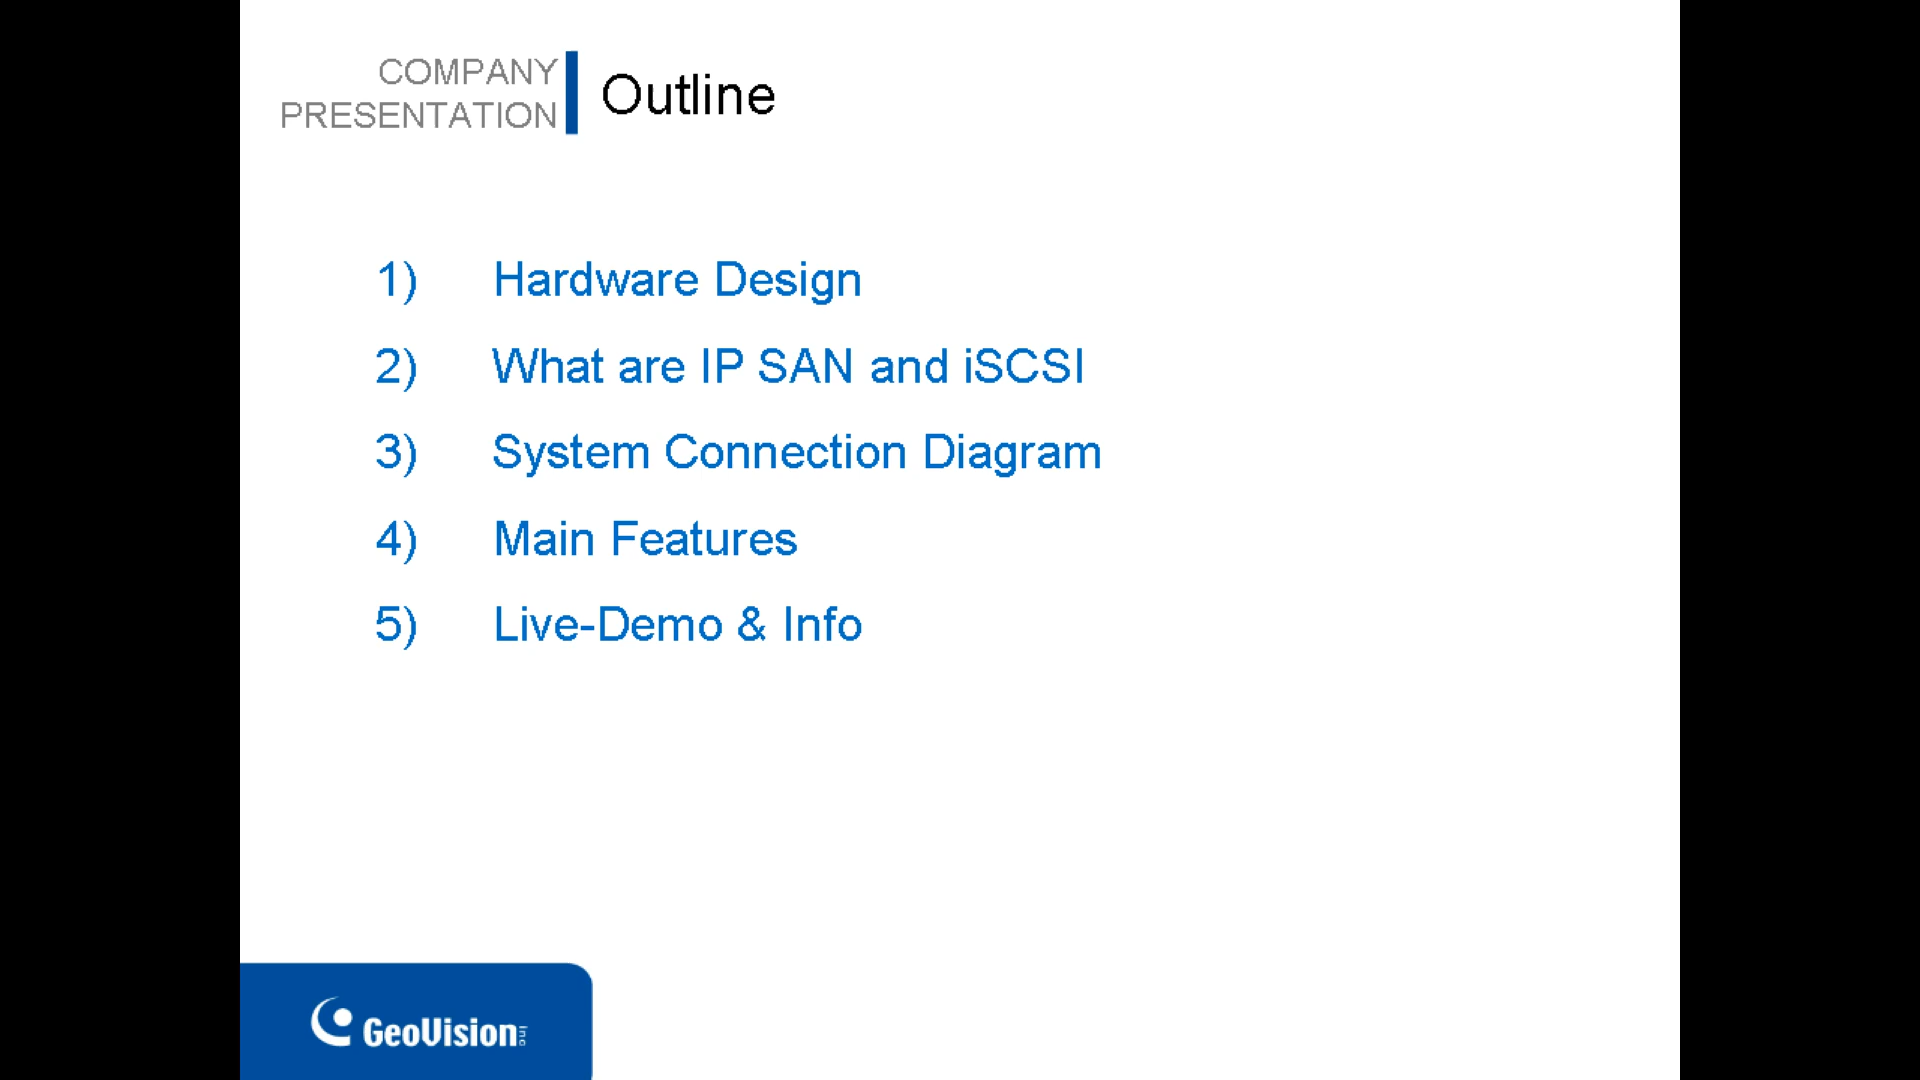 COMPANY
PRESENTATION
Outline
1) Hardware Design
2) What are IP SAN and iSCSI
3) System Connection Diagram
4) Main Features
5) Live-Demo & Info
GeoVision Inc